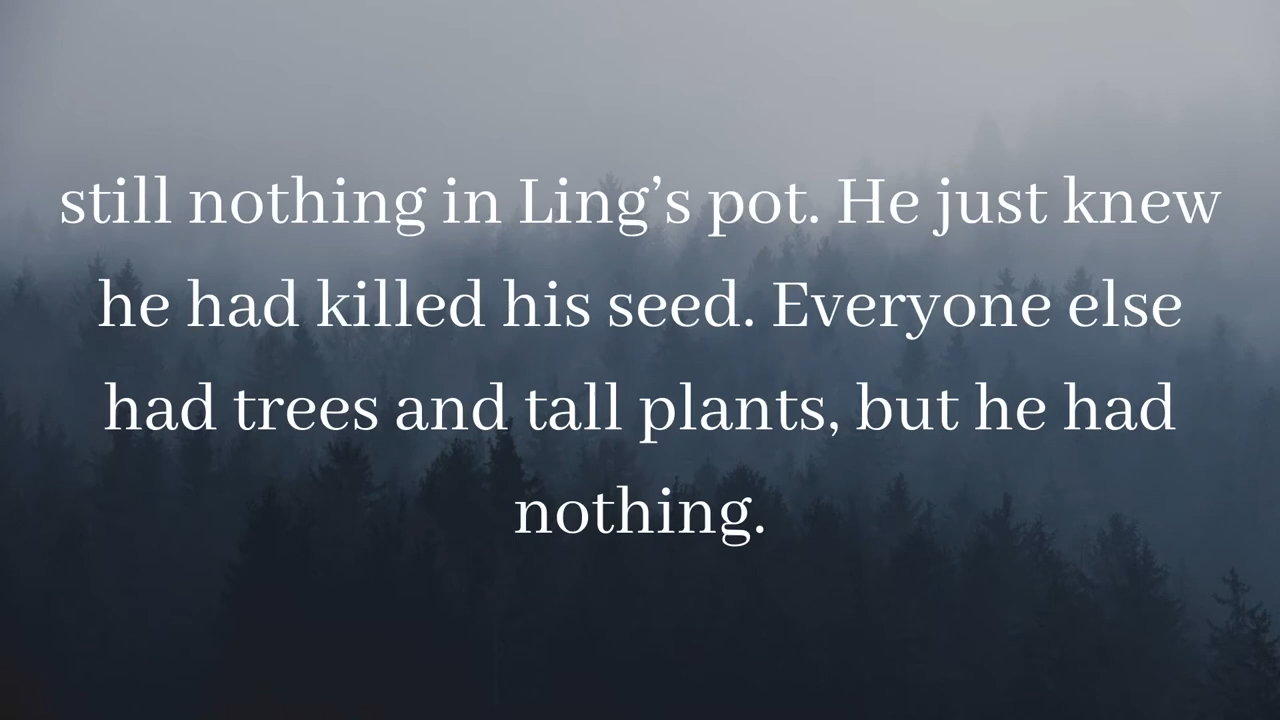 still nothing in Ling’s pot. He just knew
he had killed his seed. Everyone else
had trees and tall plants, but he had
nothing.